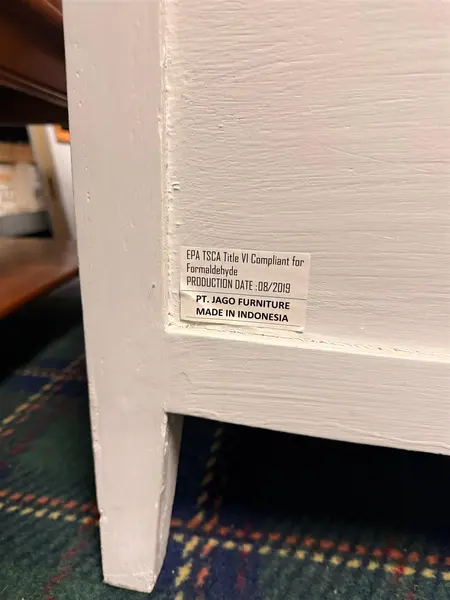 EPA TSCA Title VI Compliant for
Formaldehyde
PRODUCTION DATE :08/2019
PT. JAGO FURNITURE
MADE IN INDONESIA